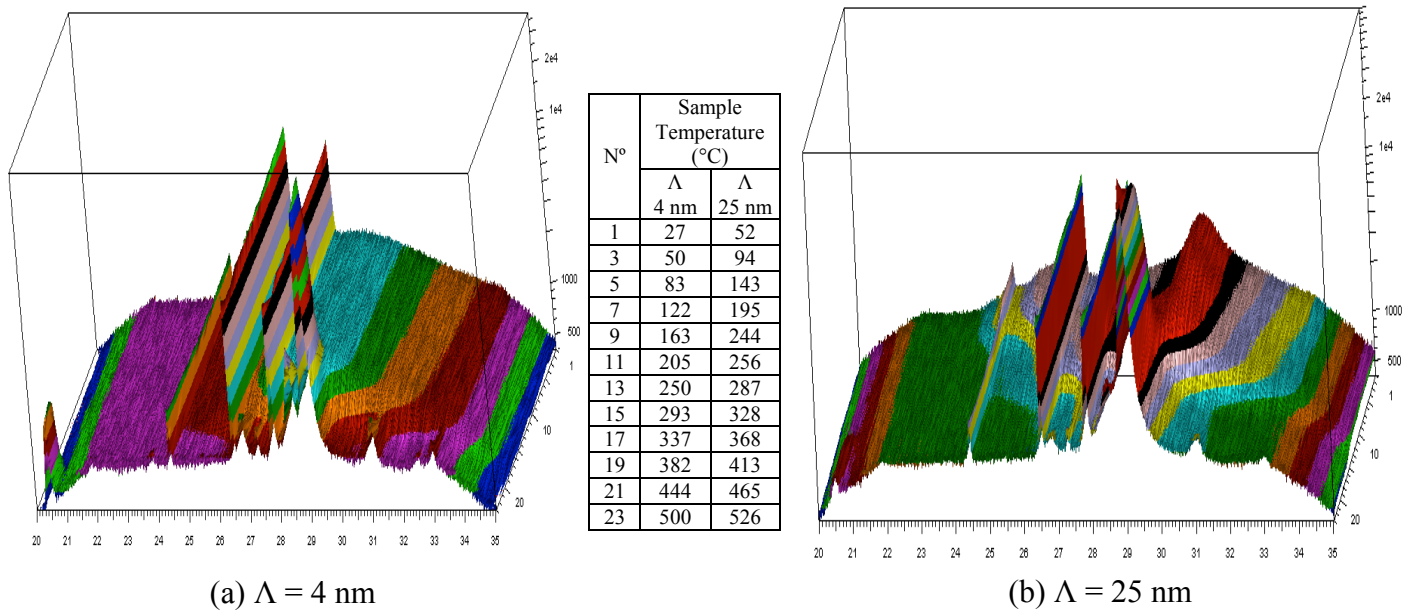 2e4
1e4
1000
500
1
10
20
20 21 22 23 24 25 26 27 28 29 30 31 32 33 34 35
(a) Λ = 4 nm
Nº Sample Temperature (°C)
Λ 4 nm Λ 25 nm
1 27 52
3 50 94
5 83 143
7 122 195
9 163 244
11 205 256
13 250 287
15 293 328
17 337 368
19 382 413
21 444 465
23 500 526
2e4
1e4
1000
500
1
10
20
20 21 22 23 24 25 26 27 28 29 30 31 32 33 34 35
(b) Λ = 25 nm